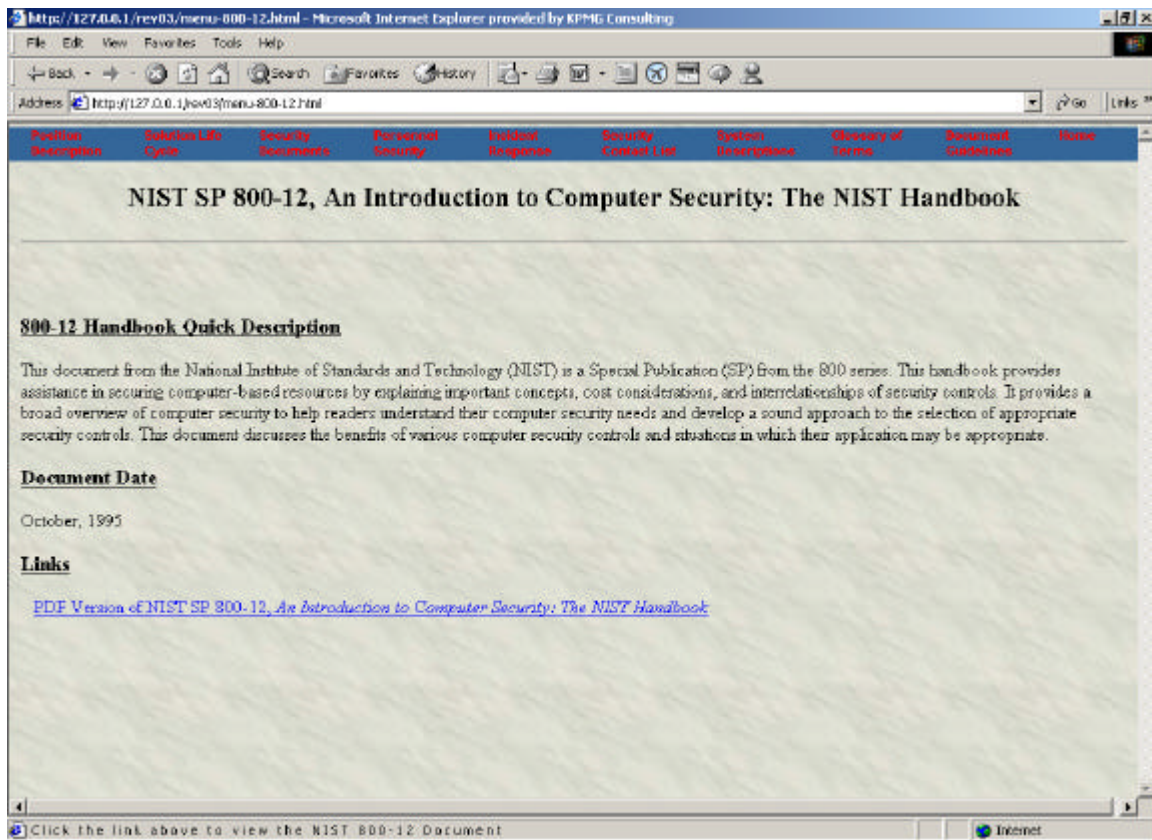 http://127.0.0.1/rev03/menu-800-12.html - Microsoft Internet Explorer provided by KPMG Consulting
File Edit View Favorites Tools Help
Back Search Favorites History
Address http://127.0.0.1/rev03/menu-800-12.html Go Links »
Position Solution Life Security Personnel Incident Security System Glossary of Document Home
Description Cycle Documents Security Response Contact List Descriptions Terms Guidelines
NIST SP 800-12, An Introduction to Computer Security: The NIST Handbook
800-12 Handbook Quick Description
This document from the National Institute of Standards and Technology (NIST) is a Special Publication (SP) from the 800 series. This handbook provides
assistance in securing computer-based resources by explaining important concepts, cost considerations, and interrelationships of security controls. It provides a
broad overview of computer security to help readers understand their computer security needs and develop a sound approach to the selection of appropriate
security controls. This document discusses the benefits of various computer security controls and situations in which their application may be appropriate.
Document Date
October, 1995
Links
PDF Version of NIST SP 800-12, An Introduction to Computer Security: The NIST Handbook
Click the link above to view the NIST 800-12 Document Internet